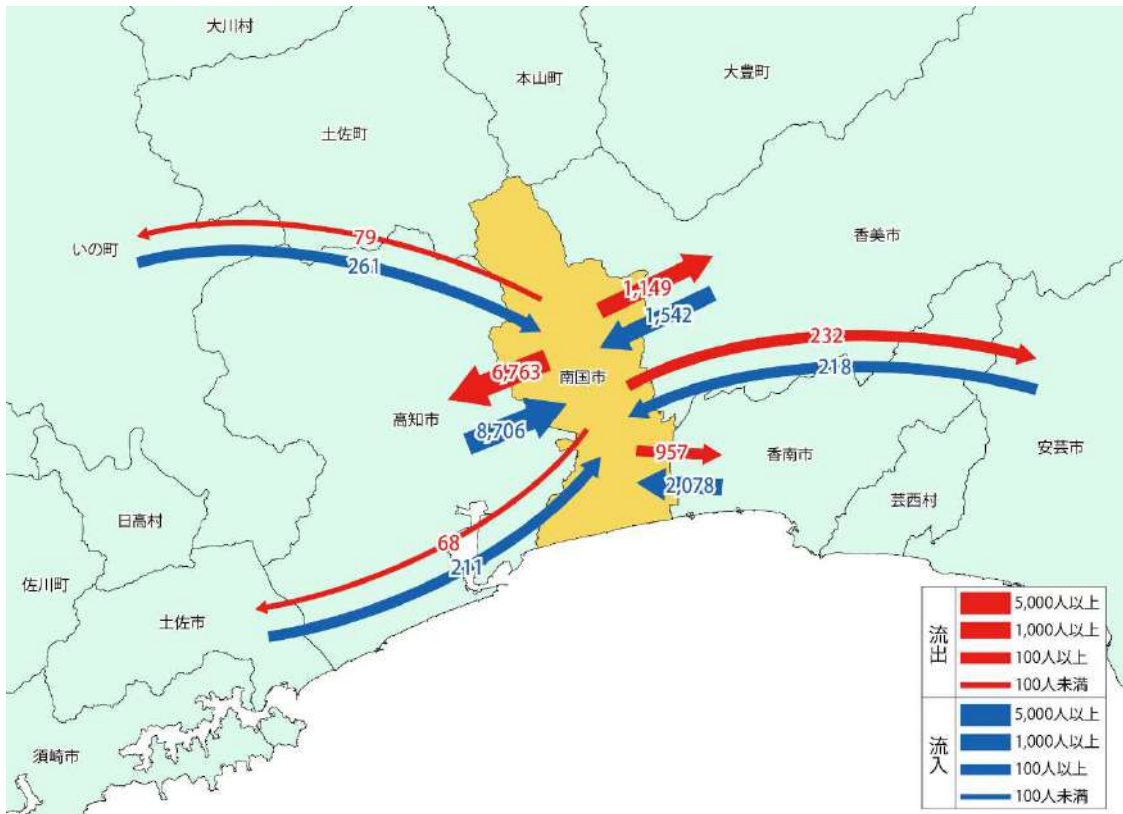 大川村
本山町
大豊町
土佐町
いの町
香美市
79
261
1,149
1,542
232
218
6,763
南国市
高知市
8,706
957
香南市
2,078
安芸市
芸西村
日高村
68
211
佐川町
土佐市
須崎市
流出
5,000人以上
1,000人以上
100人以上
100人未満
流入
5,000人以上
1,000人以上
100人以上
100人未満